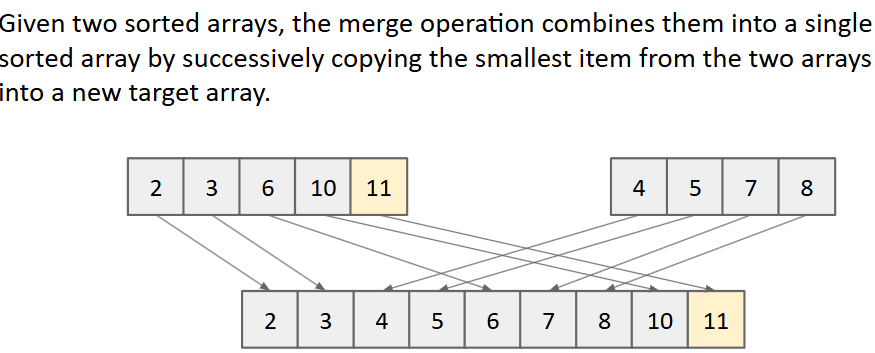 Given two sorted arrays, the merge operation combines them into a single
sorted array by successively copying the smallest item from the two arrays
into a new target array.
2 3 6 10 11
4 5 7 8
2 3 4 5 6 7 8 10 11